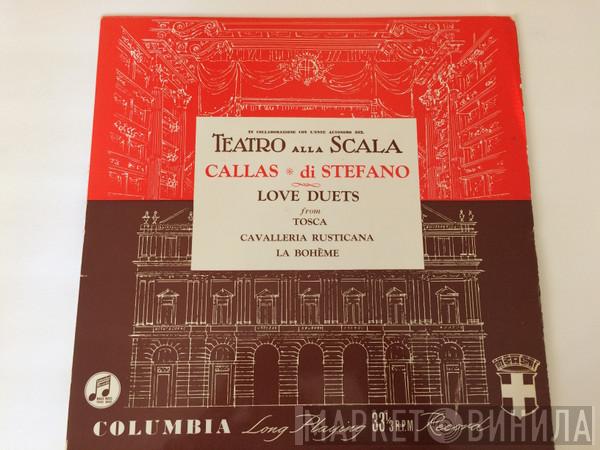 IN COLLABORAZIONE CON L'ENTE AUTONOMO DEL
TEATRO ALLA SCALA
CALLAS * di STEFANO
LOVE DUETS
from
TOSCA
CAVALLERIA RUSTICANA
LA BOHÈME
COLUMBIA Long Playing 33⅓ R.P.M. Record
МАРКЕТ ВИНИЛА